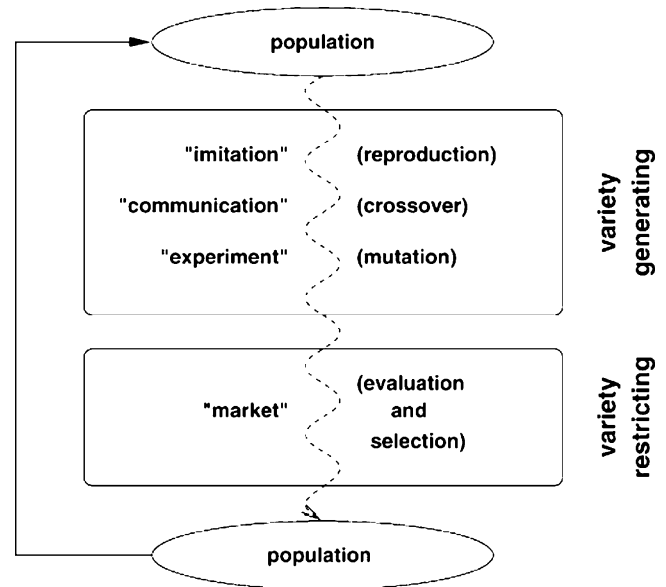 population
"imitation" (reproduction)
"communication" (crossover)
"experiment" (mutation)
variety
generating
"market" (evaluation
and
selection)
variety
restricting
population